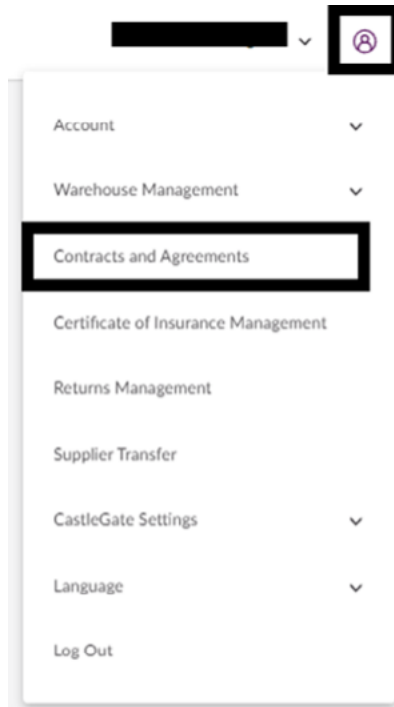 Account
Warehouse Management
Contracts and Agreements
Certificate of Insurance Management
Returns Management
Supplier Transfer
CastleGate Settings
Language
Log Out